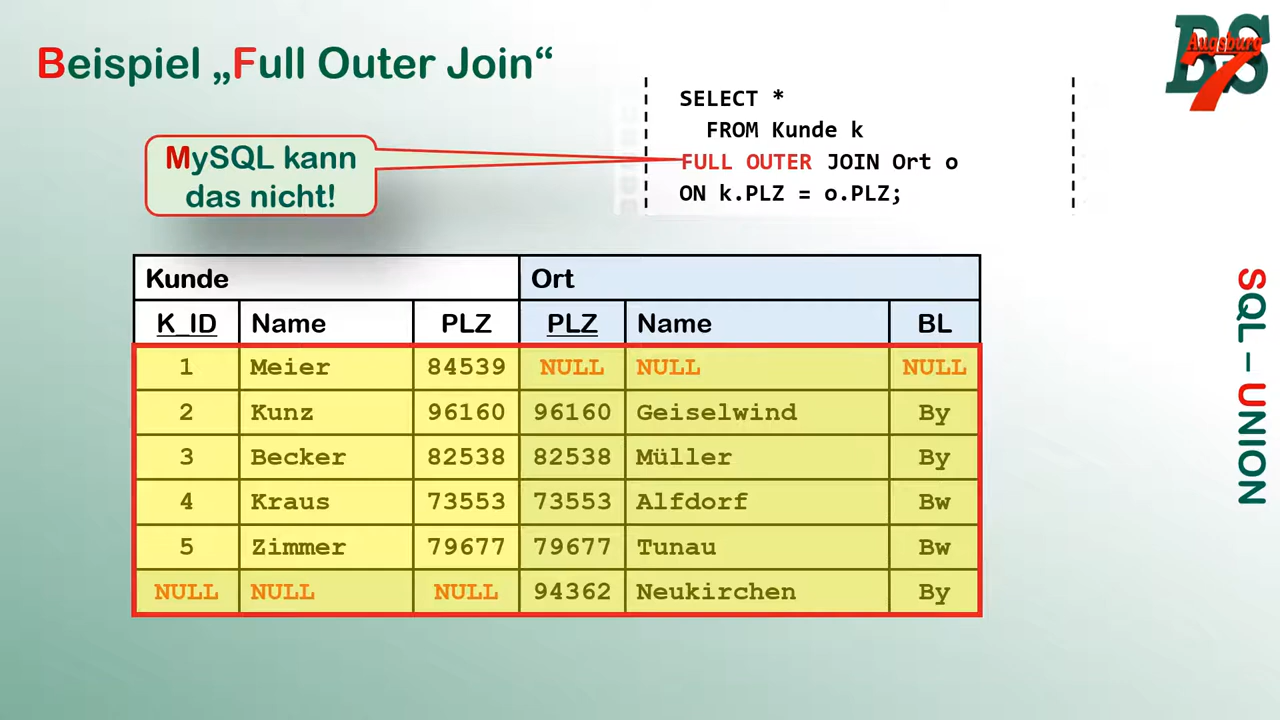 Beispiel „Full Outer Join“
BS
Augsburg
7
SELECT *
FROM Kunde k
FULL OUTER JOIN Ort o
ON k.PLZ = o.PLZ;
MySQL kann
das nicht!
Kunde Ort
K_ID Name PLZ PLZ Name BL
1 Meier 84539 NULL NULL NULL
2 Kunz 96160 96160 Geiselwind By
3 Becker 82538 82538 Müller By
4 Kraus 73553 73553 Alfdorf Bw
5 Zimmer 79677 79677 Tunau Bw
NULL NULL NULL 94362 Neukirchen By
SQL – UNION